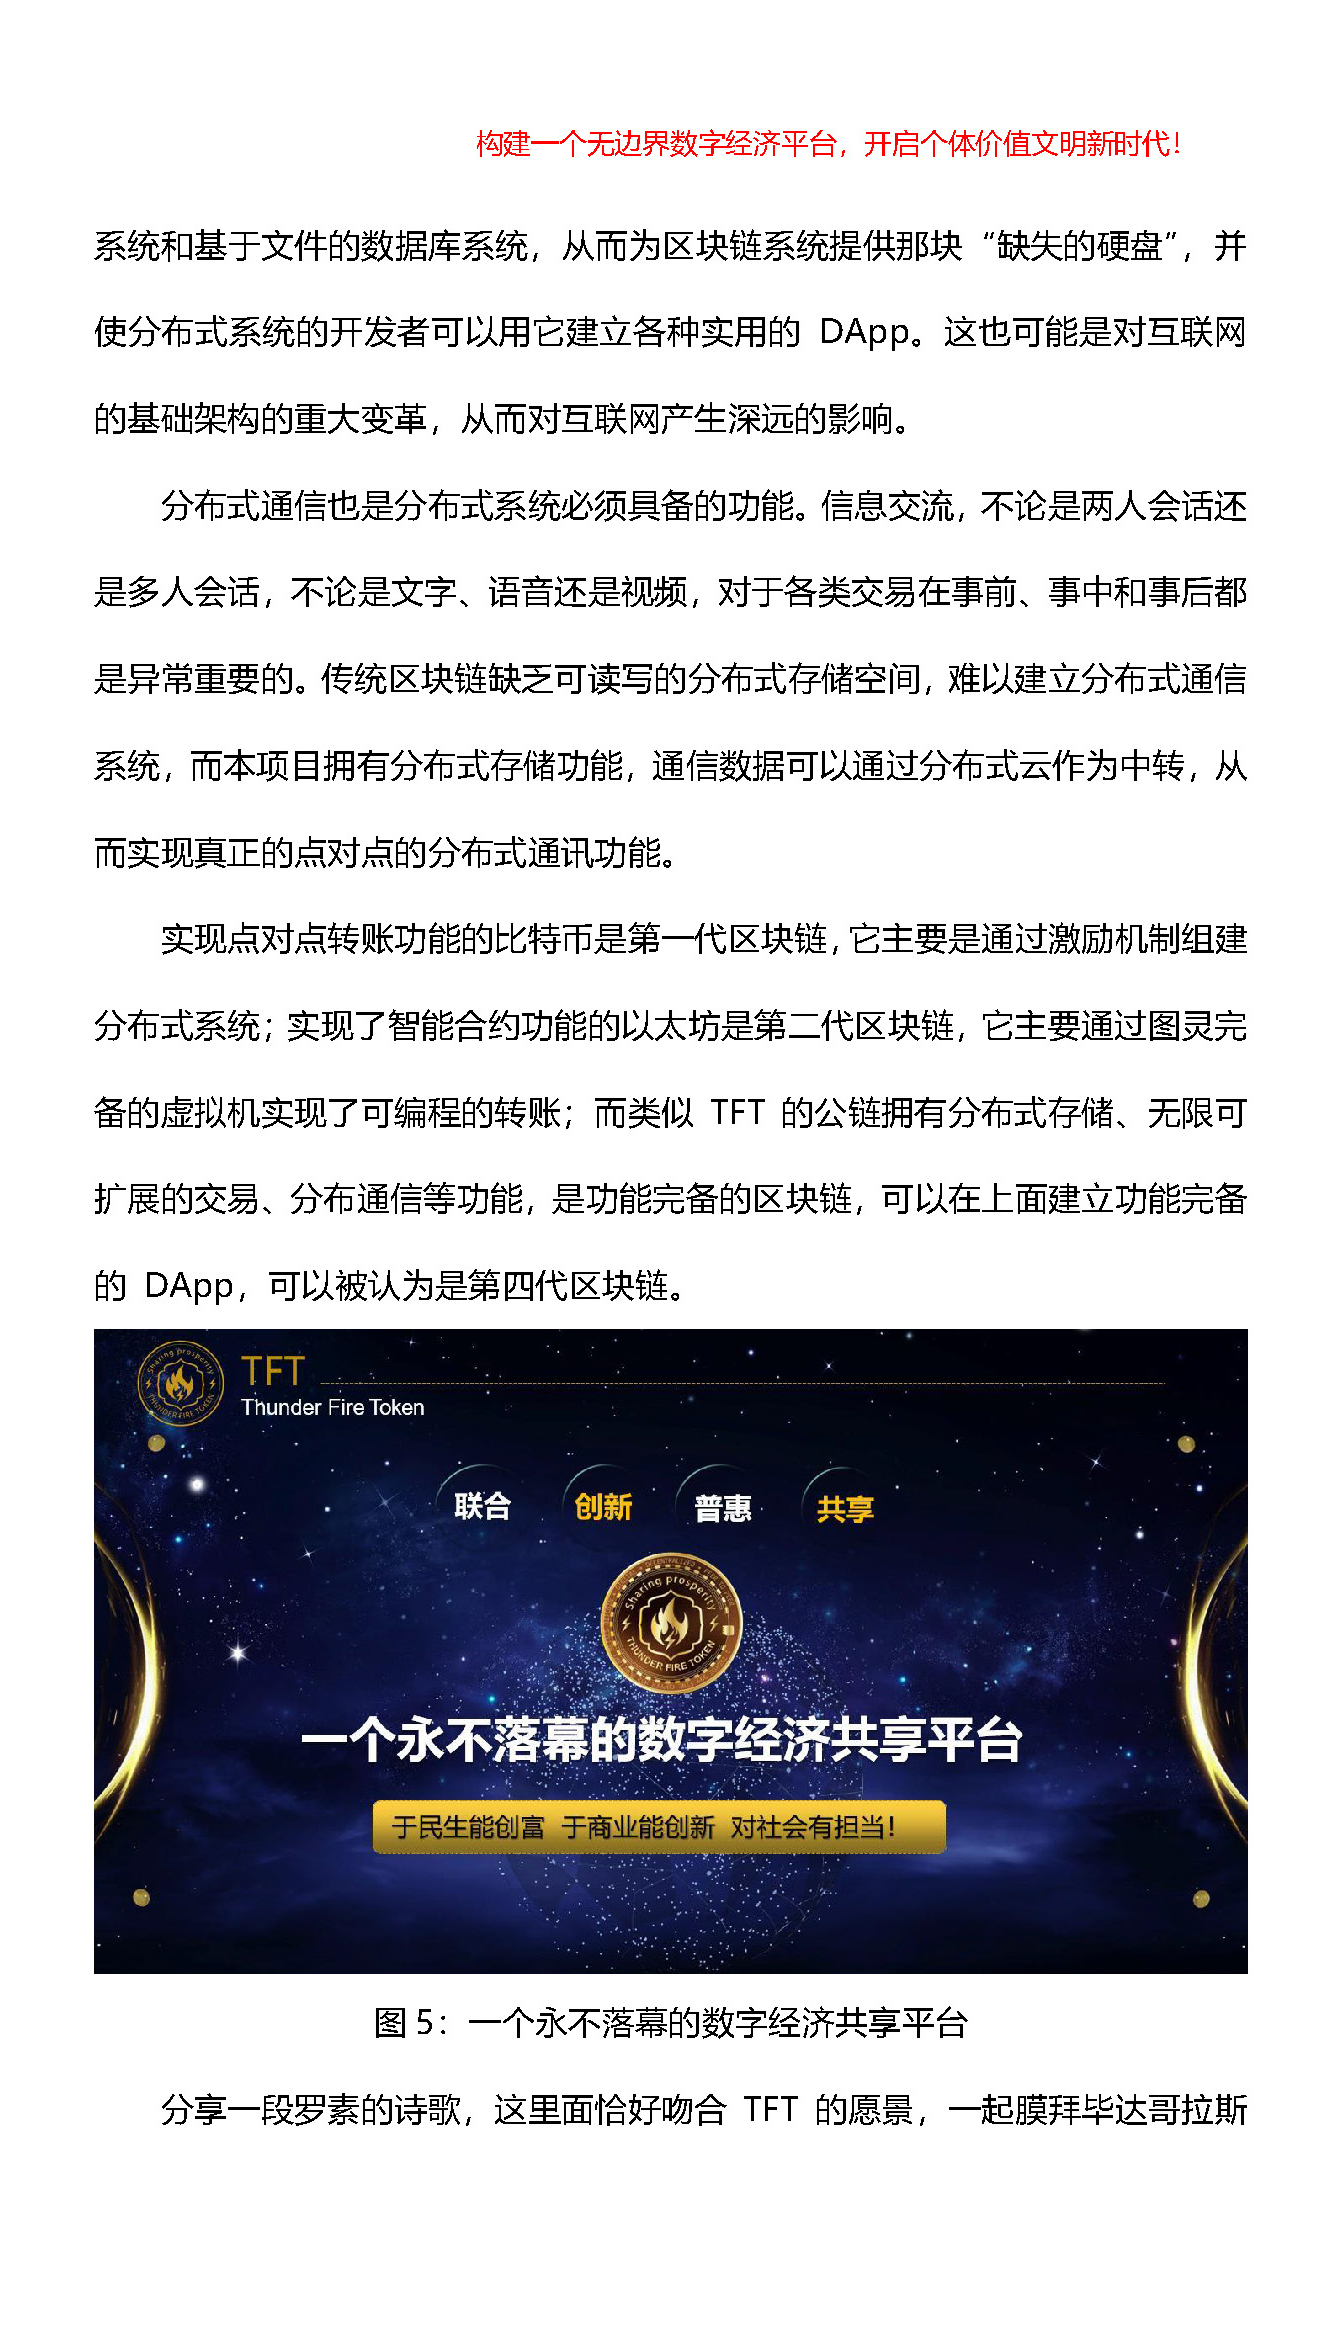 构建一个无边界数字经济平台，开启个体价值文明新时代！
系统和基于文件的数据库系统，从而为区块链系统提供那块“缺失的硬盘”，并
使分布式系统的开发者可以用它建立各种实用的 DApp。这也可能是对互联网
的基础架构的重大变革，从而对互联网产生深远的影响。
分布式通信也是分布式系统必须具备的功能。信息交流，不论是两人会话还
是多人会话，不论是文字、语音还是视频，对于各类交易在事前、事中和事后都
是异常重要的。传统区块链缺乏可读写的分布式存储空间，难以建立分布式通信
系统，而本项目拥有分布式存储功能，通信数据可以通过分布式云作为中转，从
而实现真正的点对点的分布式通讯功能。
实现点对点转账功能的比特币是第一代区块链，它主要是通过激励机制组建
分布式系统；实现了智能合约功能的以太坊是第二代区块链，它主要通过图灵完
备的虚拟机实现了可编程的转账；而类似 TFT 的公链拥有分布式存储、无限可
扩展的交易、分布通信等功能，是功能完备的区块链，可以在上面建立功能完备
的 DApp，可以被认为是第四代区块链。
Sharing prosperity
THUNDER FIRE TOKEN
TFT
Thunder Fire Token
联合 创新 普惠 共享
Sharing prosperity
THUNDER FIRE TOKEN
一个永不落幕的数字经济共享平台
于民生能创富 于商业能创新 对社会有担当！
图 5：一个永不落幕的数字经济共享平台
分享一段罗素的诗歌，这里面恰好吻合 TFT 的愿景，一起膜拜毕达哥拉斯